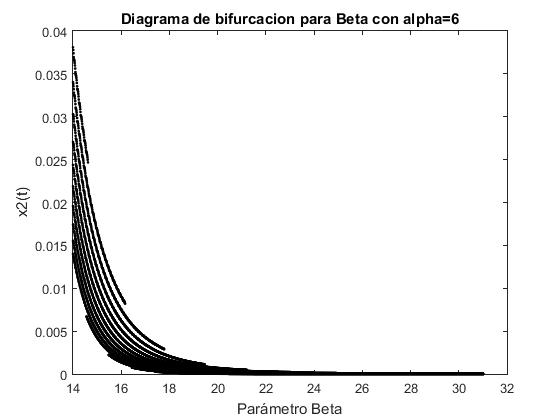 Diagrama de bifurcacion para Beta con alpha=6
0.04
0.035
0.03
0.025
0.02
0.015
0.01
0.005
0
x2(t)
14 16 18 20 22 24 26 28 30 32
Parámetro Beta